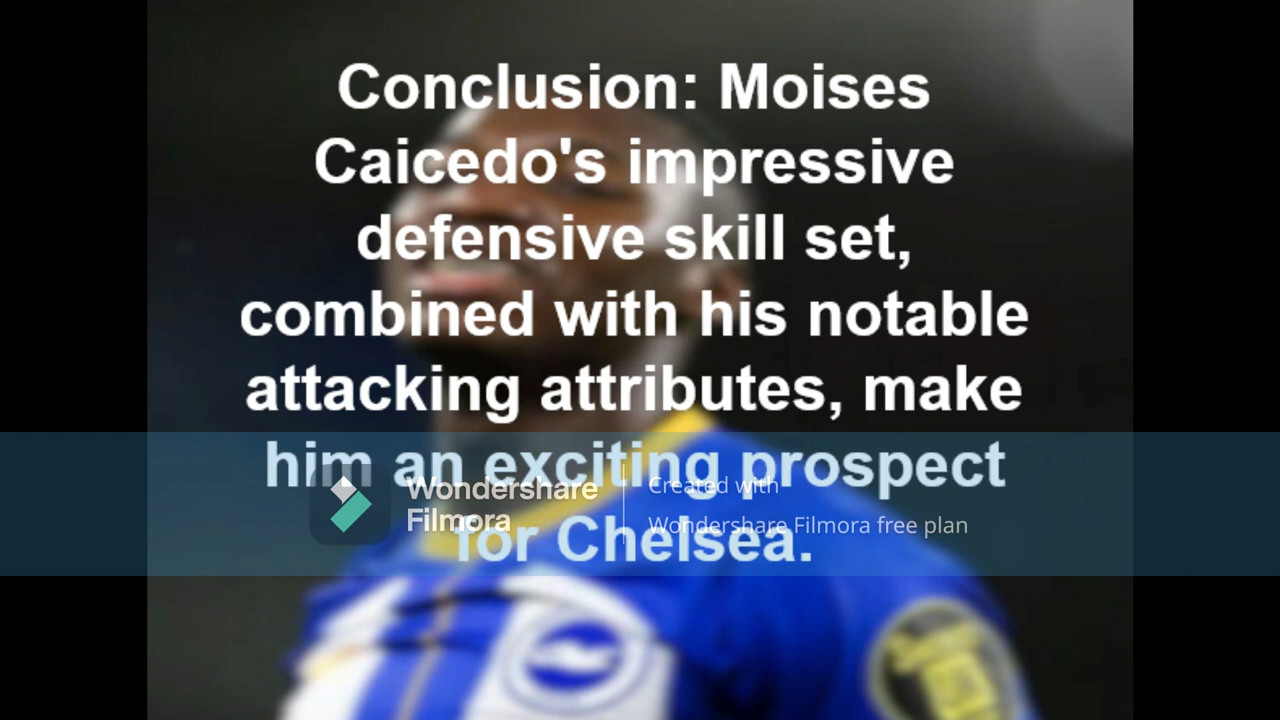 Conclusion: Moises
Caicedo's impressive
defensive skill set,
combined with his notable
attacking attributes, make
him an exciting prospect
for Chelsea.
Wondershare
Filmora
Created with
Wondershare Filmora free plan